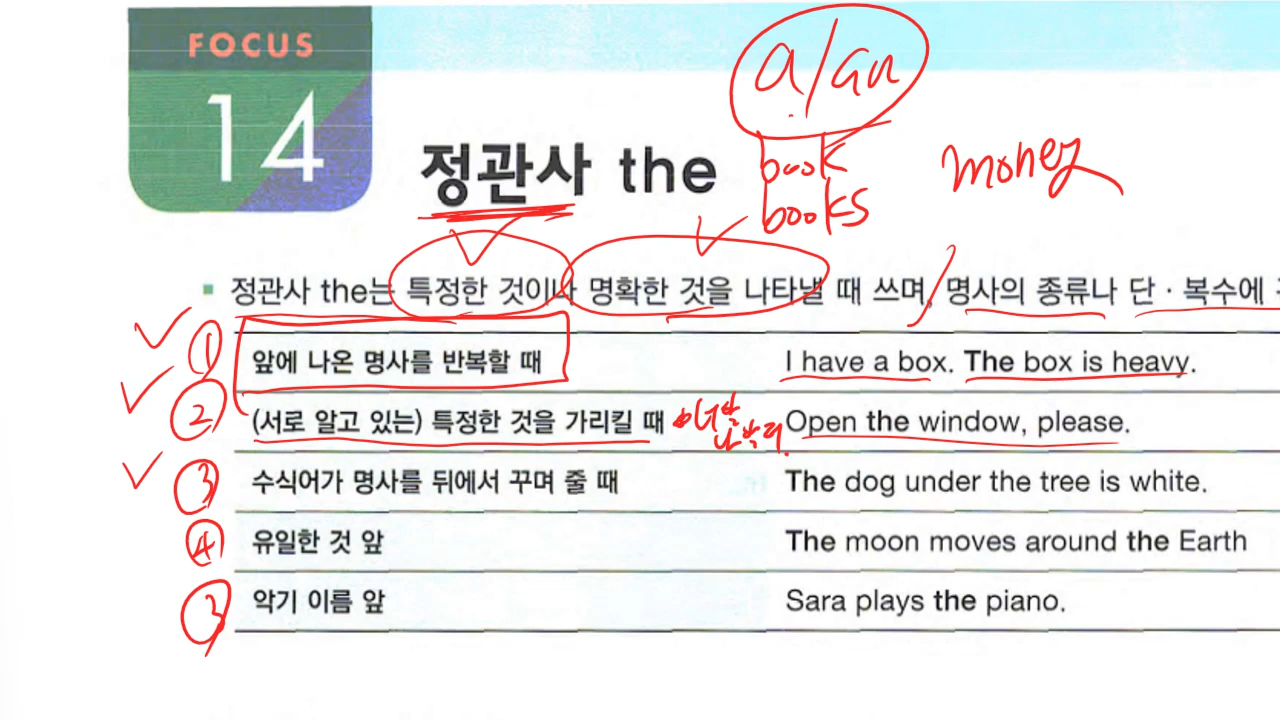 FOCUS
14
a/an
정관사 the
book
books
money
정관사 the는 특정한 것이나 명확한 것을 나타낼 때 쓰며, 명사의 종류나 단·복수에
① 앞에 나온 명사를 반복할 때 I have a box. The box is heavy.
② (서로 알고 있는) 특정한 것을 가리킬 때 Open the window, please.
③ 수식어가 명사를 뒤에서 꾸며 줄 때 The dog under the tree is white.
④ 유일한 것 앞 The moon moves around the Earth
악기 이름 앞 Sara plays the piano.